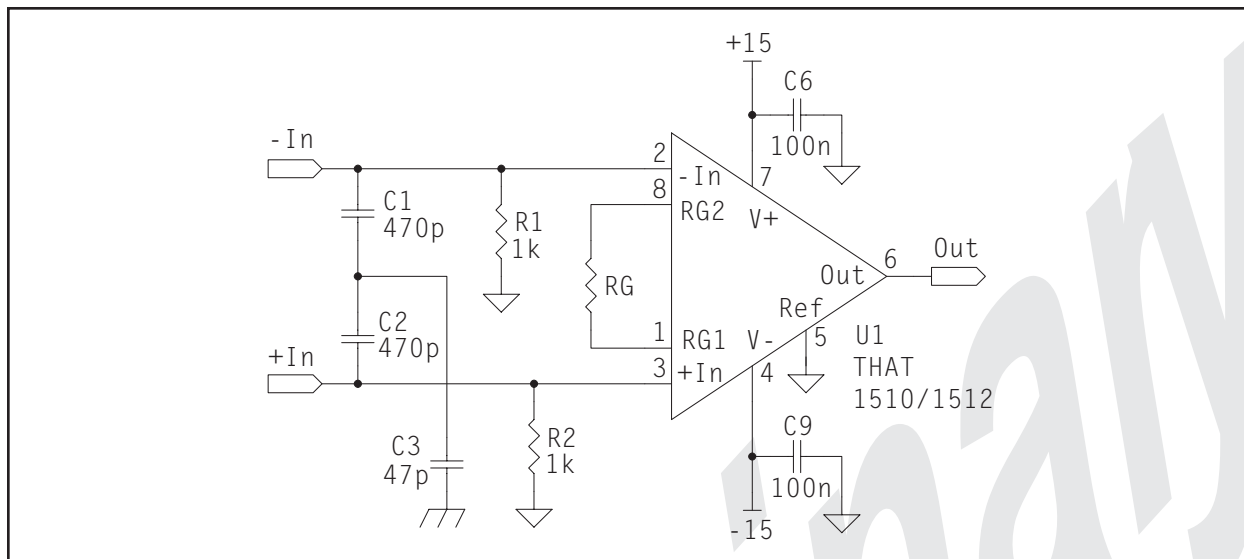 +15
C6
100n
-In
2
-In
7
8
RG2
V+
C1
470p
R1
1k
RG
Out
6
Out
Ref
5
C2
470p
1
RG1
V-
U1
+In
3
+In
4
THAT
1510/1512
C3
47p
R2
1k
C9
100n
-15